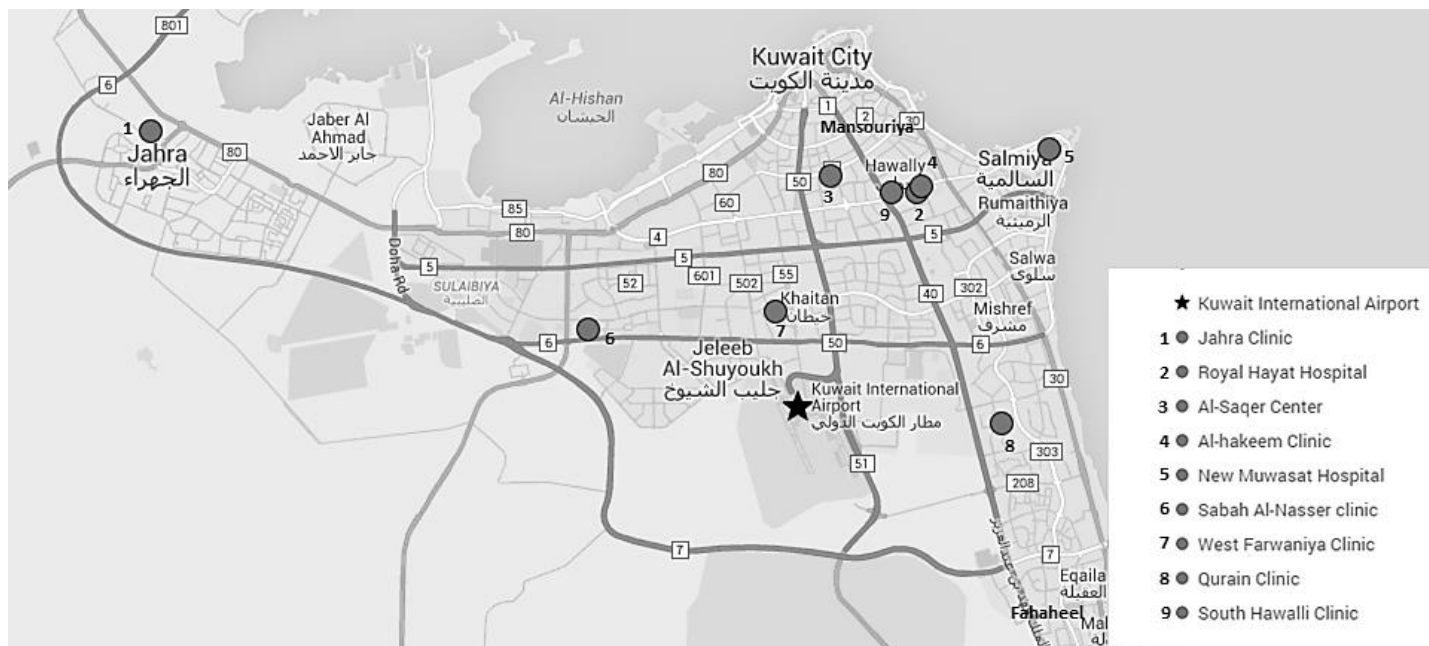 801
6
1
Jahra
الجهراء
80
Jaber Al
Ahmad
جابر الاحمد
Al-Hishan
الحيشان
Kuwait City
مدينة الكويت
1
2
30
Mansouriya
Hawally
4
Salmiya
السالمية
5
Rumaithiya
الرميثية
80
50
3
9
2
60
85
80
4
5
5
Salwa
سلوى
Doha Rd
5
SULAIBIYA
الصليبية
52
5
601
502
55
Khaitan
خيطان
7
40
302
Mishref
مشرف
6
6
6
50
30
Jeleeb
Al-Shuyoukh
جليب الشيوخ
Kuwait International
Airport
مطار الكويت الدولي
8
303
51
208
7
7
Eqaila
العقيلة
Fahaheel
Kuwait International Airport
1 Jahra Clinic
2 Royal Hayat Hospital
3 Al-Saqer Center
4 Al-hakeem Clinic
5 New Muwasat Hospital
6 Sabah Al-Nasser clinic
7 West Farwaniya Clinic
8 Qurain Clinic
9 South Hawalli Clinic